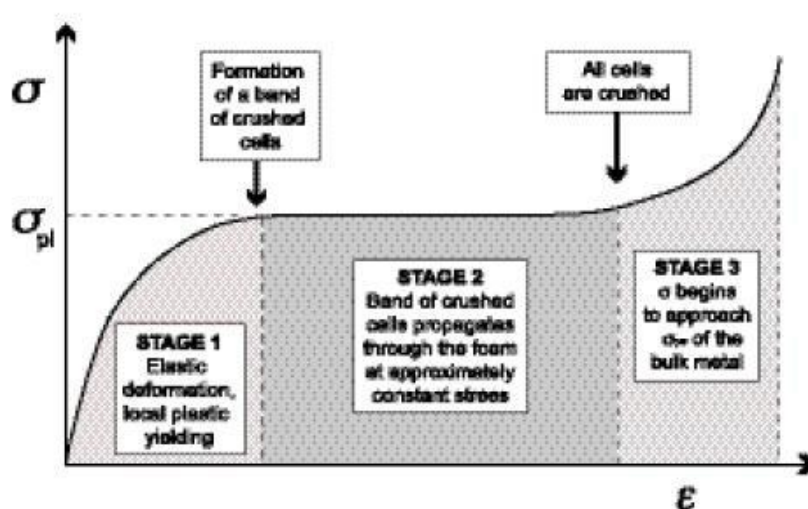 σ
Formation
of a band
of crushed
cells
All cells
are crushed
σpl
STAGE 1
Elastic
deformation,
local plastic
yielding
STAGE 2
Band of crushed
cells propagates
through the foam
at approximately
constant stress
STAGE 3
σ begins
to approach
of the
bulk metal
ε